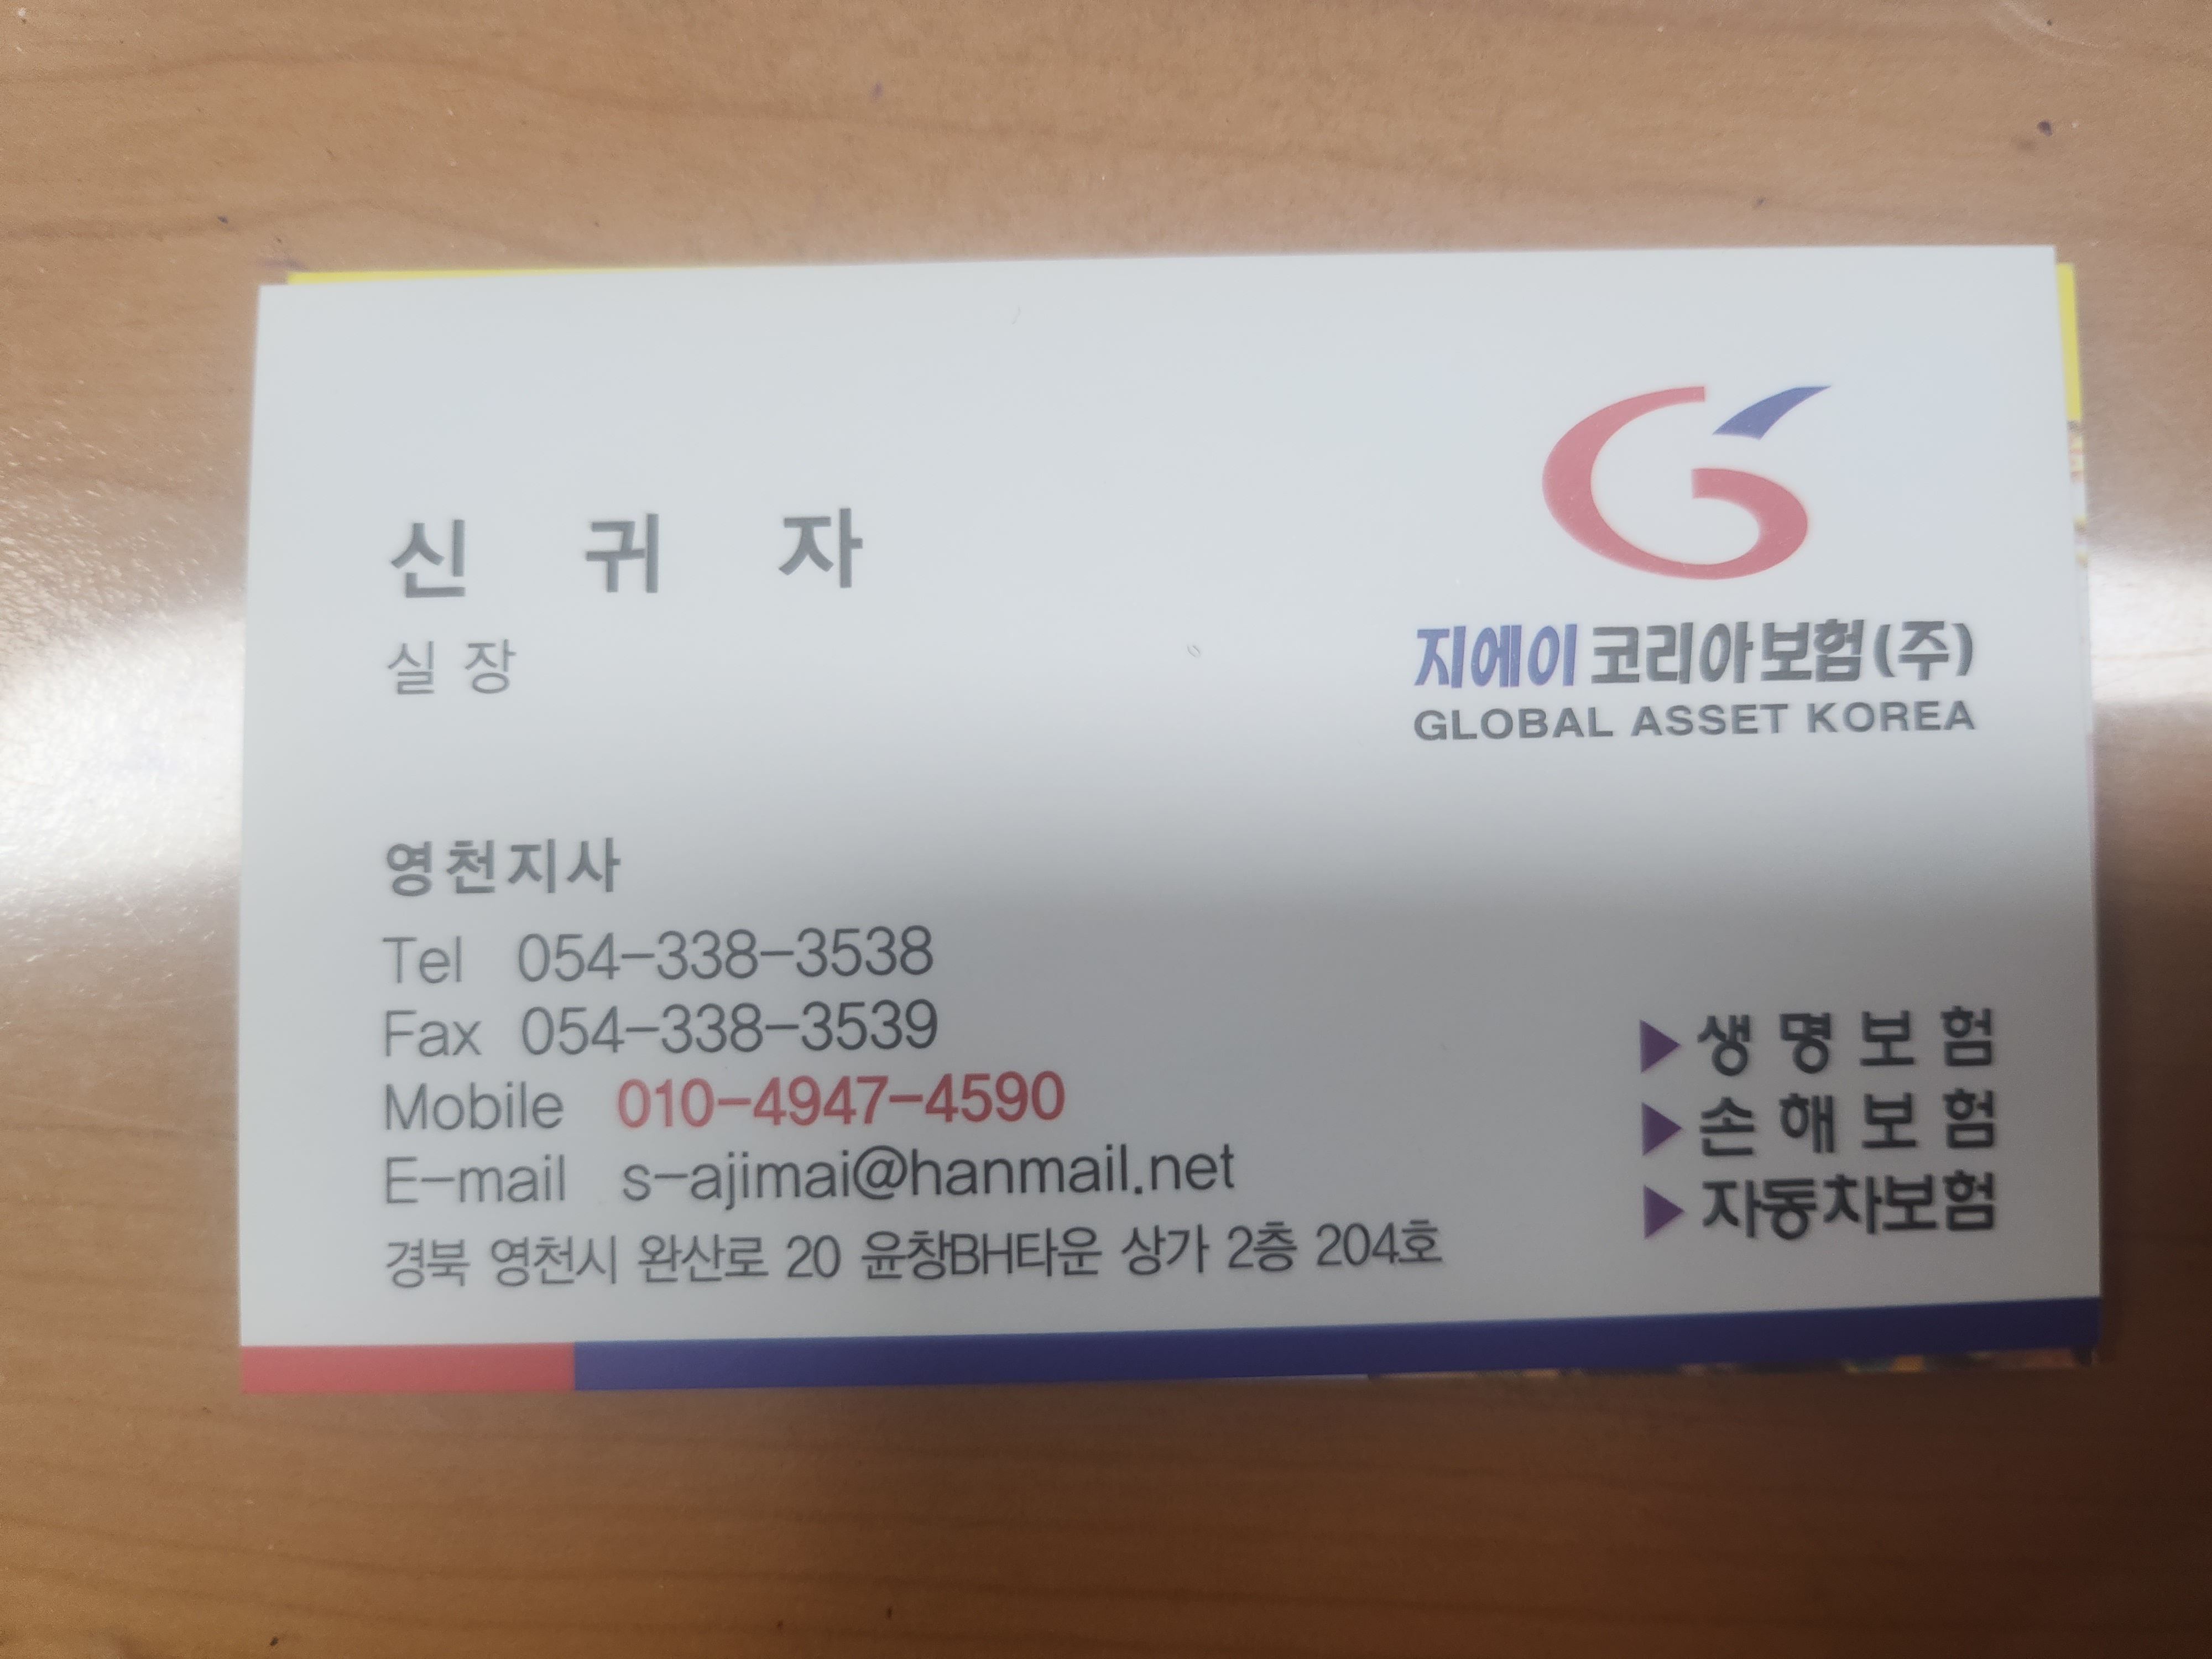 신 귀 자
실 장
지에이코리아보험(주)
GLOBAL ASSET KOREA
영천지사
Tel 054-338-3538
Fax 054-338-3539
Mobile 010-4947-4590
E-mail s-ajimai@hanmail.net
경북 영천시 완산로 20 윤창BH타운 상가 2층 204호
▶생 명 보 험
▶손 해 보 험
▶자동차보험